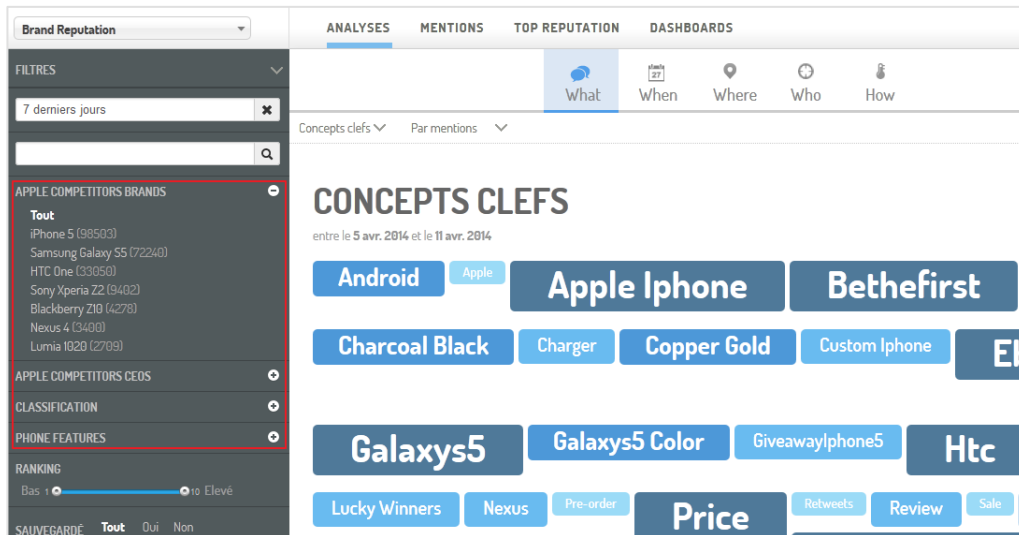 Brand Reputation
ANALYSES MENTIONS TOP REPUTATION DASHBOARDS
FILTRES
27
What When Where Who How
7 derniers jours
Concepts clefs Par mentions
APPLE COMPETITORS BRANDS
Tout
iPhone 5 (98503)
Samsung Galaxy S5 (72240)
HTC One (33050)
Sony Xperia Z2 (9402)
Blackberry Z10 (4278)
Nexus 4 (3400)
Lumia 1020 (2709)
APPLE COMPETITORS CEOS
CLASSIFICATION
PHONE FEATURES
RANKING
Bas 1 10 Elevé
SAUVEGARDÉ Tout Oui Non
CONCEPTS CLEFS
entre le 5 avr. 2014 et le 11 avr. 2014
Android Apple Apple Iphone Bethefirst
Charcoal Black Charger Copper Gold Custom Iphone
Galaxys5 Galaxys5 Color GiveawayIphone5 Htc
Lucky Winners Nexus Pre-order Price Retweets Review Sale